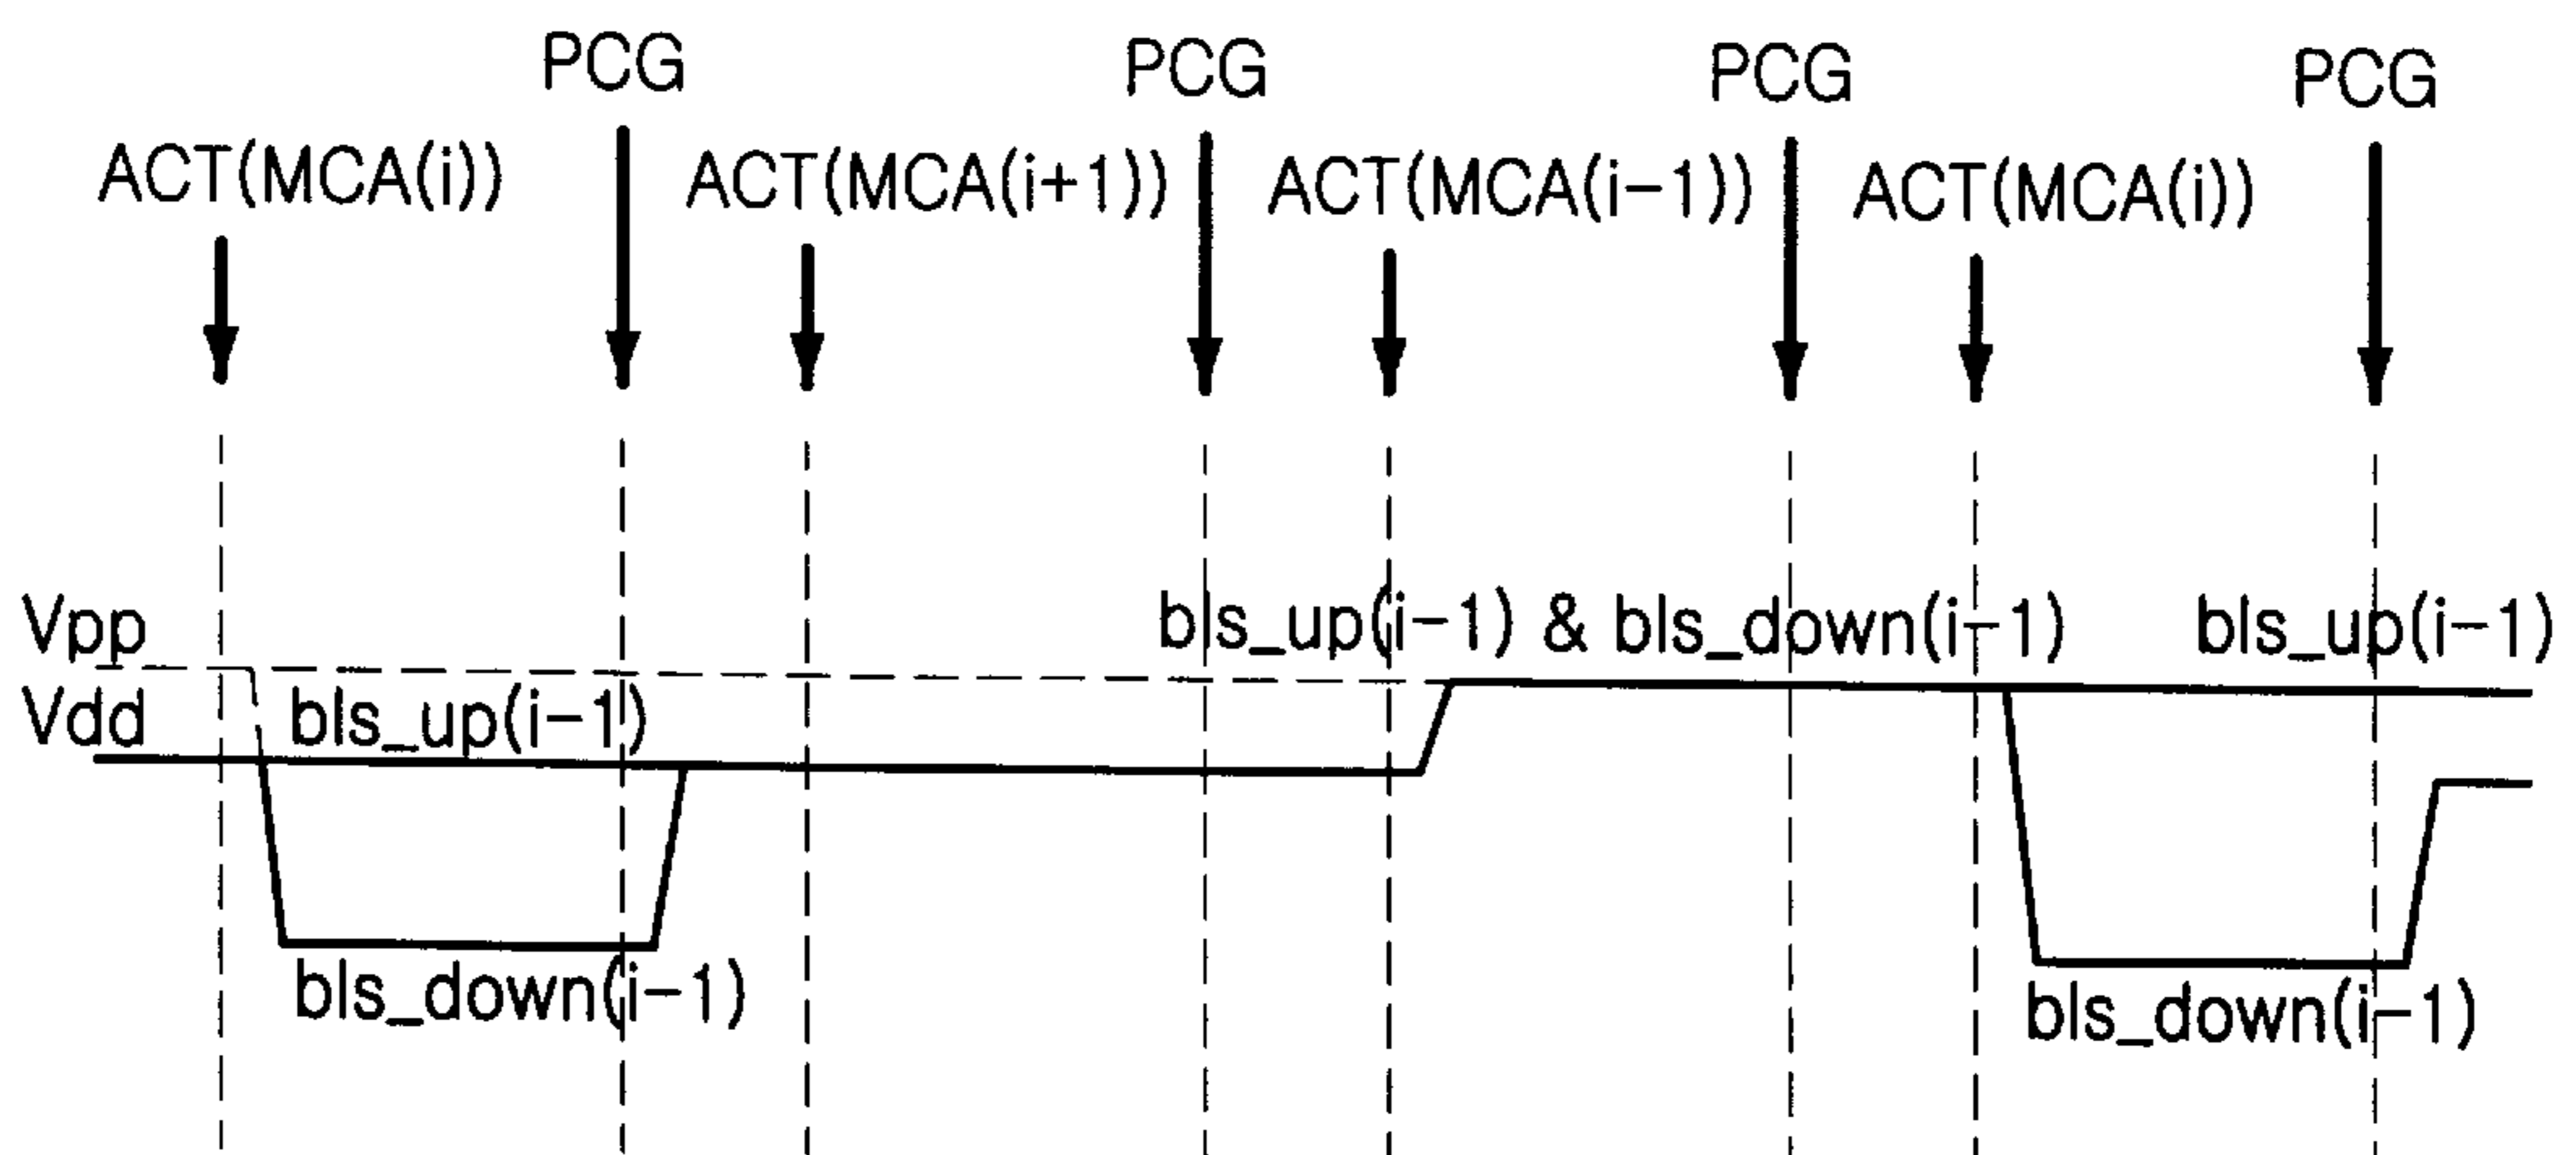 PCG PCG PCG PCG
ACT(MCA(i)) ACT(MCA(i+1)) ACT(MCA(i-1)) ACT(MCA(i))
Vpp bls_up(i-1) & bls_down(i-1) bls_up(i-1)
Vdd bls_up(i-1)
bls_down(i-1) bls_down(i-1)